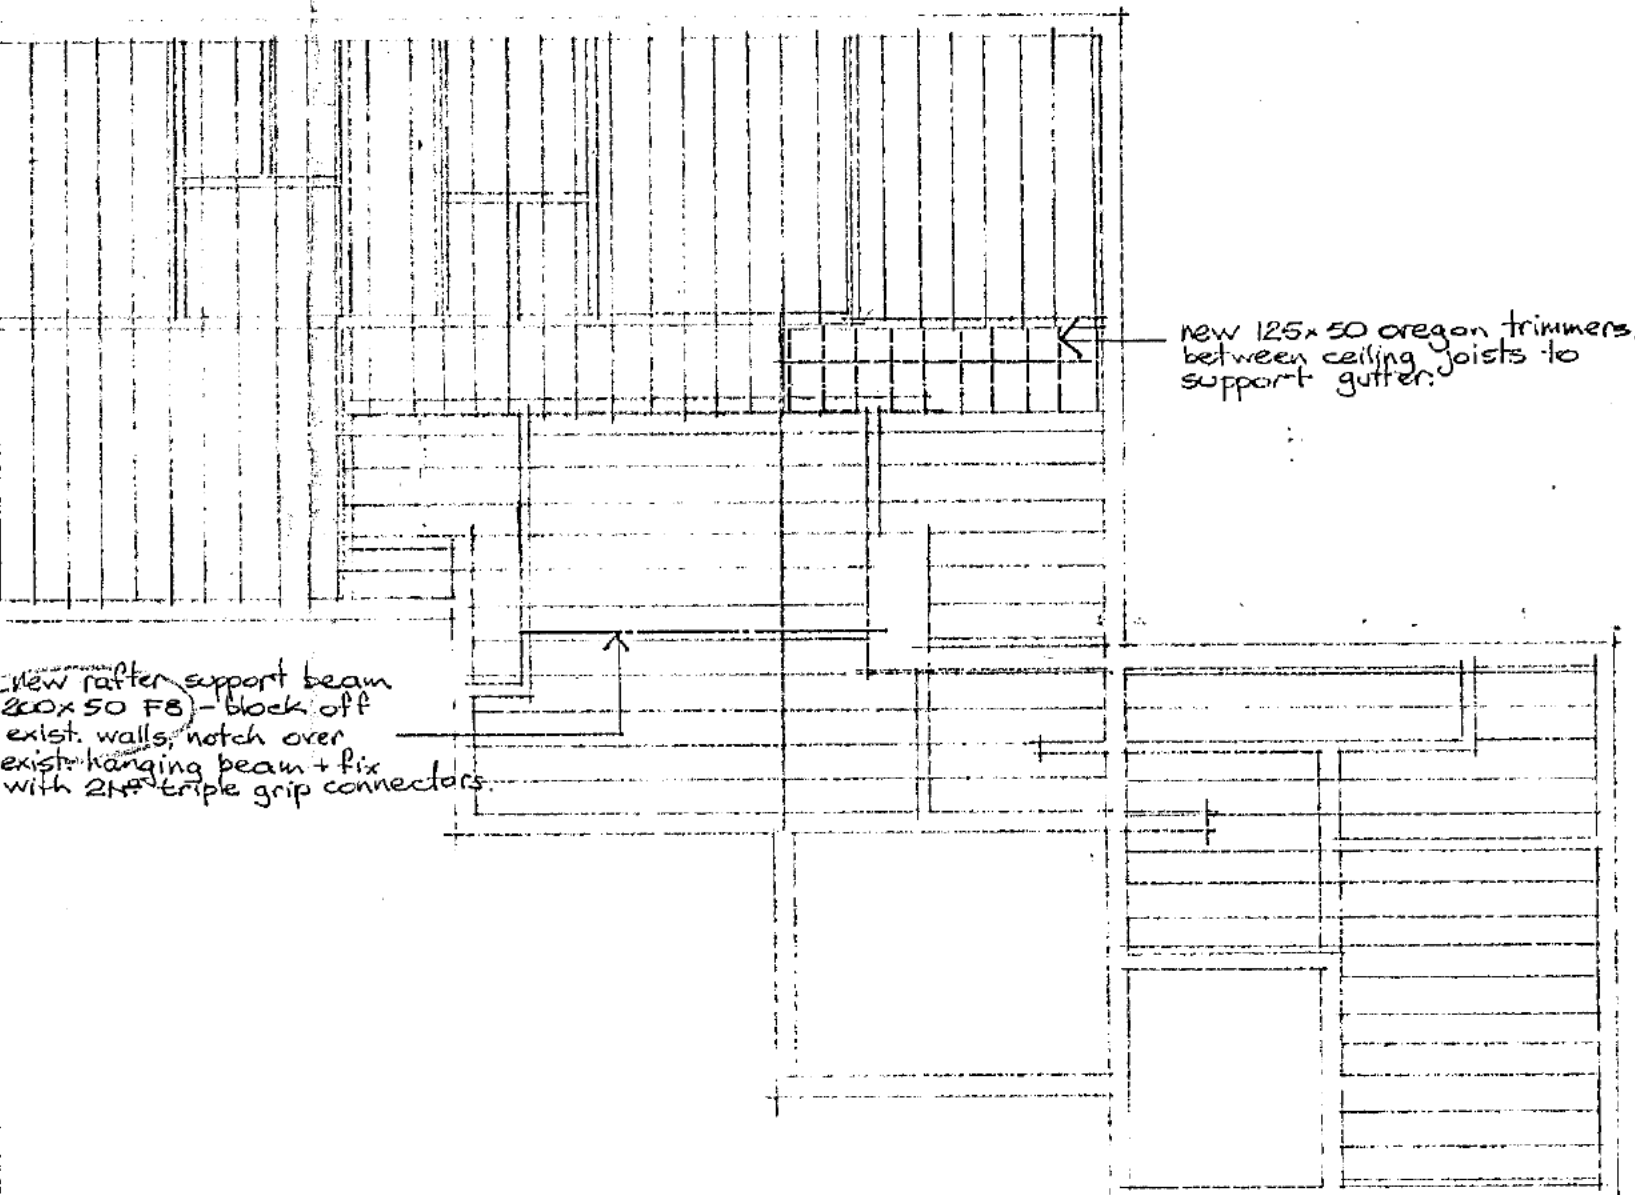 new 125x50 oregon trimmers
between ceiling joists to
support gutter.
new rafter support beam
200x50 F8) - block off
exist. walls, notch over
exist. hanging beam + fix
with 2No triple grip connectors.